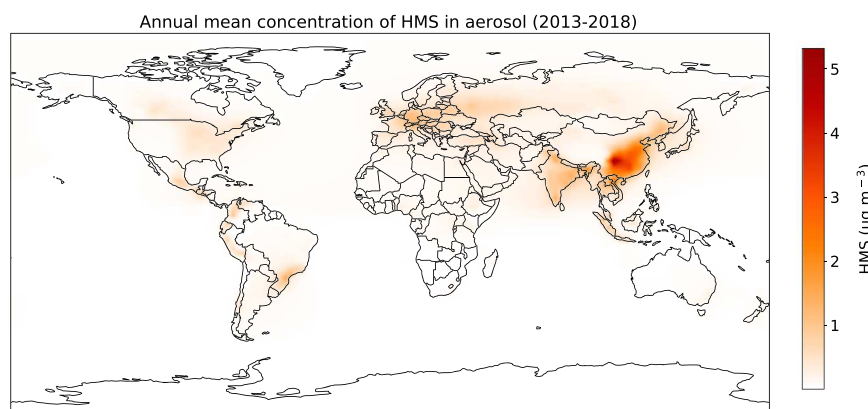 Annual mean concentration of HMS in aerosol (2013-2018)
5
4
3
2
1
HMS (μg m⁻³)